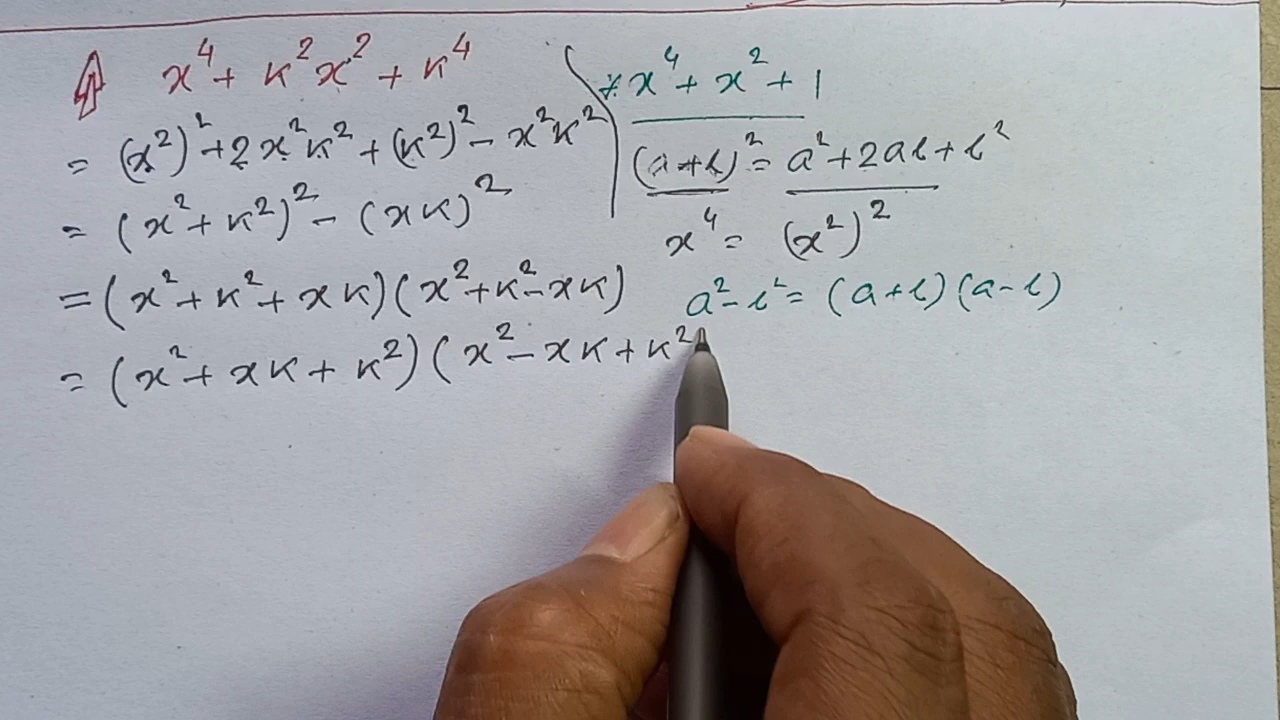 x⁴ + k²x² + k⁴
= (x²)² + 2x²k² + (k²)² - x²k²
= (x² + k²)² - (xk)²
= (x² + k² + xk)(x² + k² - xk)
= (x² + xk + k²)(x² - xk + k²
* x⁴ + x² + 1
(a+b)² = a² + 2ab + b²
x⁴ = (x²)²
a² - b² = (a+b)(a-b)